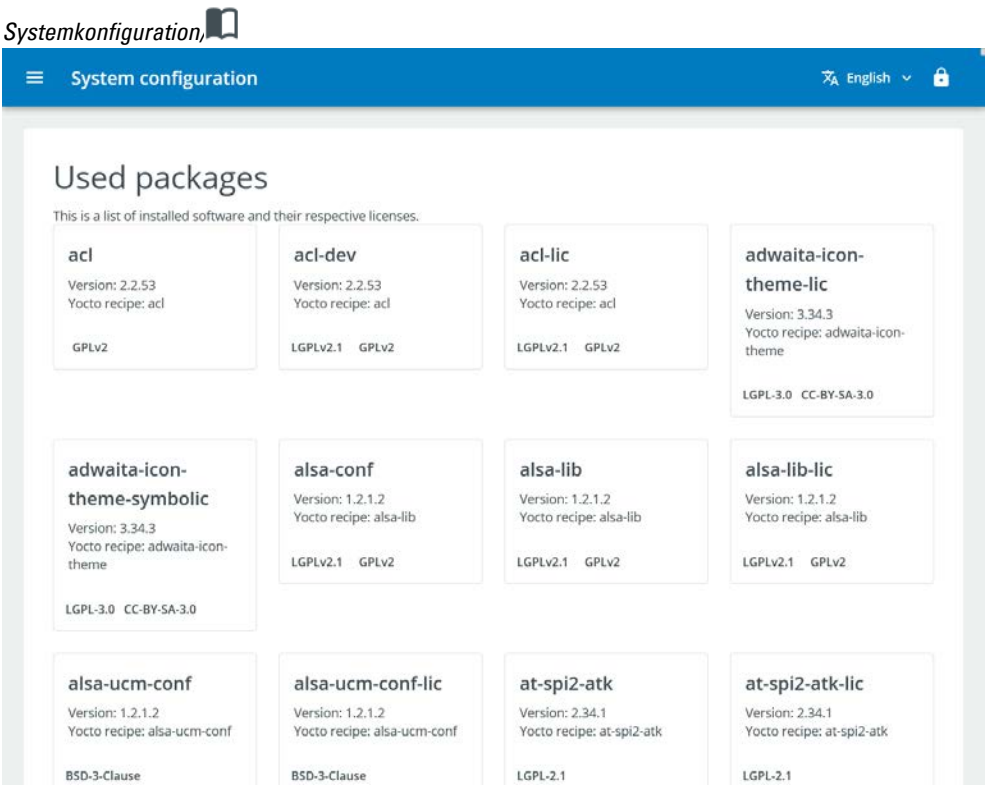 Systemkonfiguration,
System configuration
English
Used packages
This is a list of installed software and their respective licenses.
acl
Version: 2.2.53
Yocto recipe: acl
GPLv2
acl-dev
Version: 2.2.53
Yocto recipe: acl
LGPLv2.1 GPLv2
acl-lic
Version: 2.2.53
Yocto recipe: acl
LGPLv2.1 GPLv2
adwaita-icon-
theme-lic
Version: 3.34.3
Yocto recipe: adwaita-icon-
theme
LGPL-3.0 CC-BY-SA-3.0
adwaita-icon-
theme-symbolic
Version: 3.34.3
Yocto recipe: adwaita-icon-
theme
LGPL-3.0 CC-BY-SA-3.0
alsa-conf
Version: 1.2.1.2
Yocto recipe: alsa-lib
LGPLv2.1 GPLv2
alsa-lib
Version: 1.2.1.2
Yocto recipe: alsa-lib
LGPLv2.1 GPLv2
alsa-lib-lic
Version: 1.2.1.2
Yocto recipe: alsa-lib
LGPLv2.1 GPLv2
alsa-ucm-conf
Version: 1.2.1.2
Yocto recipe: alsa-ucm-conf
BSD-3-Clause
alsa-ucm-conf-lic
Version: 1.2.1.2
Yocto recipe: alsa-ucm-conf
BSD-3-Clause
at-spi2-atk
Version: 2.34.1
Yocto recipe: at-spi2-atk
LGPL-2.1
at-spi2-atk-lic
Version: 2.34.1
Yocto recipe: at-spi2-atk
LGPL-2.1